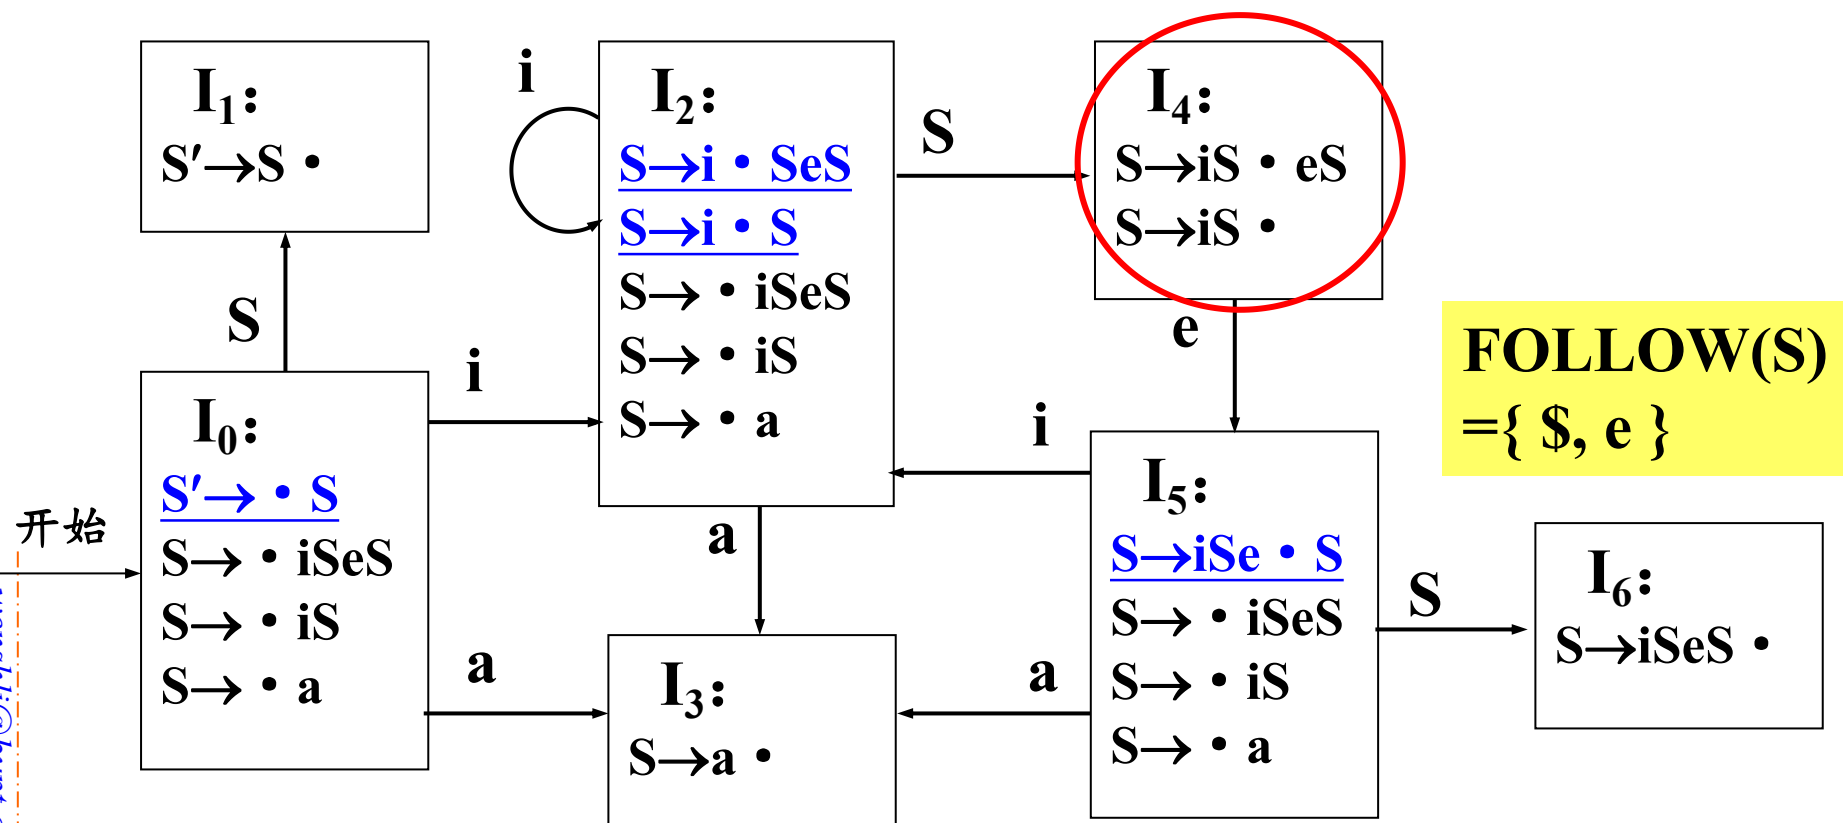 I1:
S′→S ·
i
I2:
S→i · SeS
S→i · S
S→ · iSeS
S→ · iS
S→ · a
S
I4:
S→iS · eS
S→iS ·
S
i
e
FOLLOW(S)
={ $, e }
开始
I0:
S′→ · S
S→ · iSeS
S→ · iS
S→ · a
a
a
I3:
S→a ·
i
a
I5:
S→iSe · S
S→ · iSeS
S→ · iS
S→ · a
S
I6:
S→iSeS ·